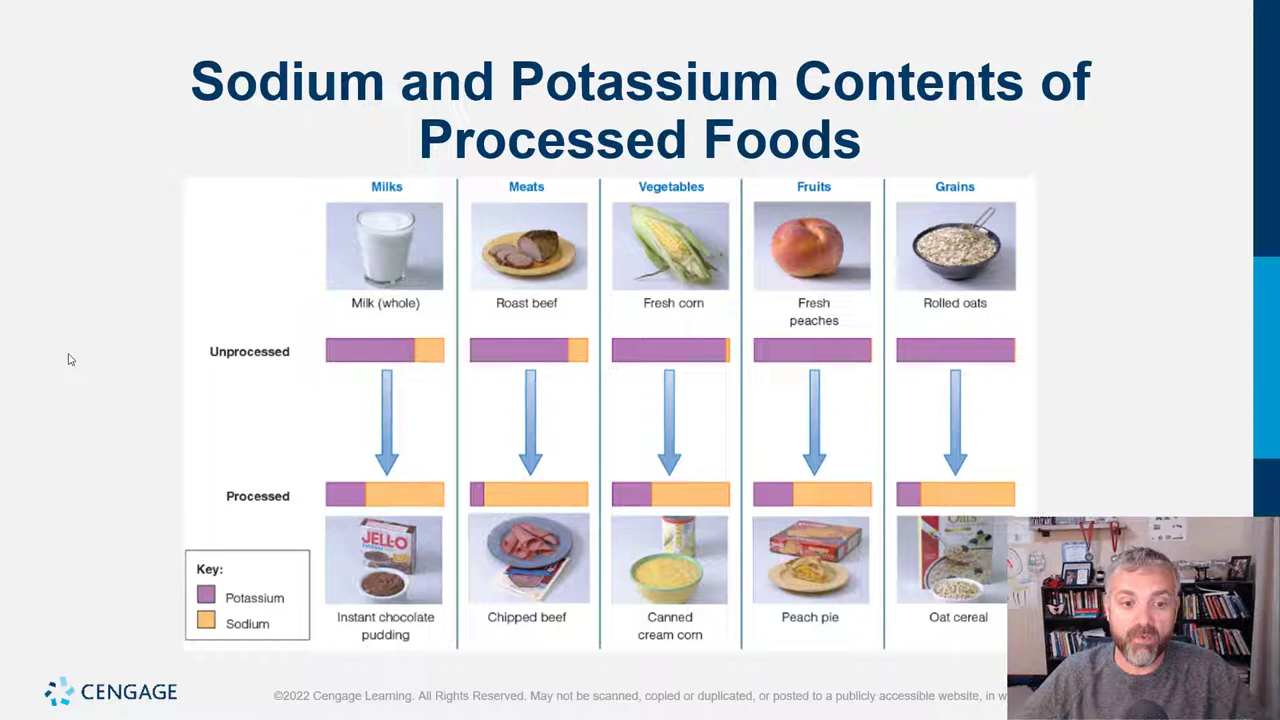 Sodium and Potassium Contents of
Processed Foods
Milks
Meats
Vegetables
Fruits
Grains
Milk (whole)
Roast beef
Fresh corn
Fresh
peaches
Rolled oats
Unprocessed
Processed
JELL-O
Oats
Key:
Potassium
Sodium
Instant chocolate
pudding
Chipped beef
Canned
cream corn
Peach pie
Oat cereal
CENGAGE
©2022 Cengage Learning. All Rights Reserved. May not be scanned, copied or duplicated, or posted to a publicly accessible website, in w